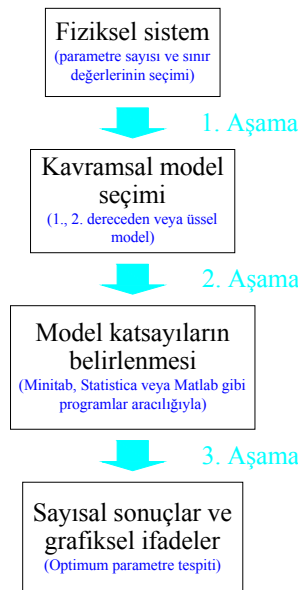 Fiziksel sistem
(parametre sayısı ve sınır
değerlerinin seçimi)
1. Aşama
Kavramsal model
seçimi
(1., 2. dereceden veya üssel
model)
2. Aşama
Model katsayıların
belirlenmesi
(Minitab, Statistica veya Matlab gibi
programlar aracılığıyla)
3. Aşama
Sayısal sonuçlar ve
grafiksel ifadeler
(Optimum parametre tespiti)